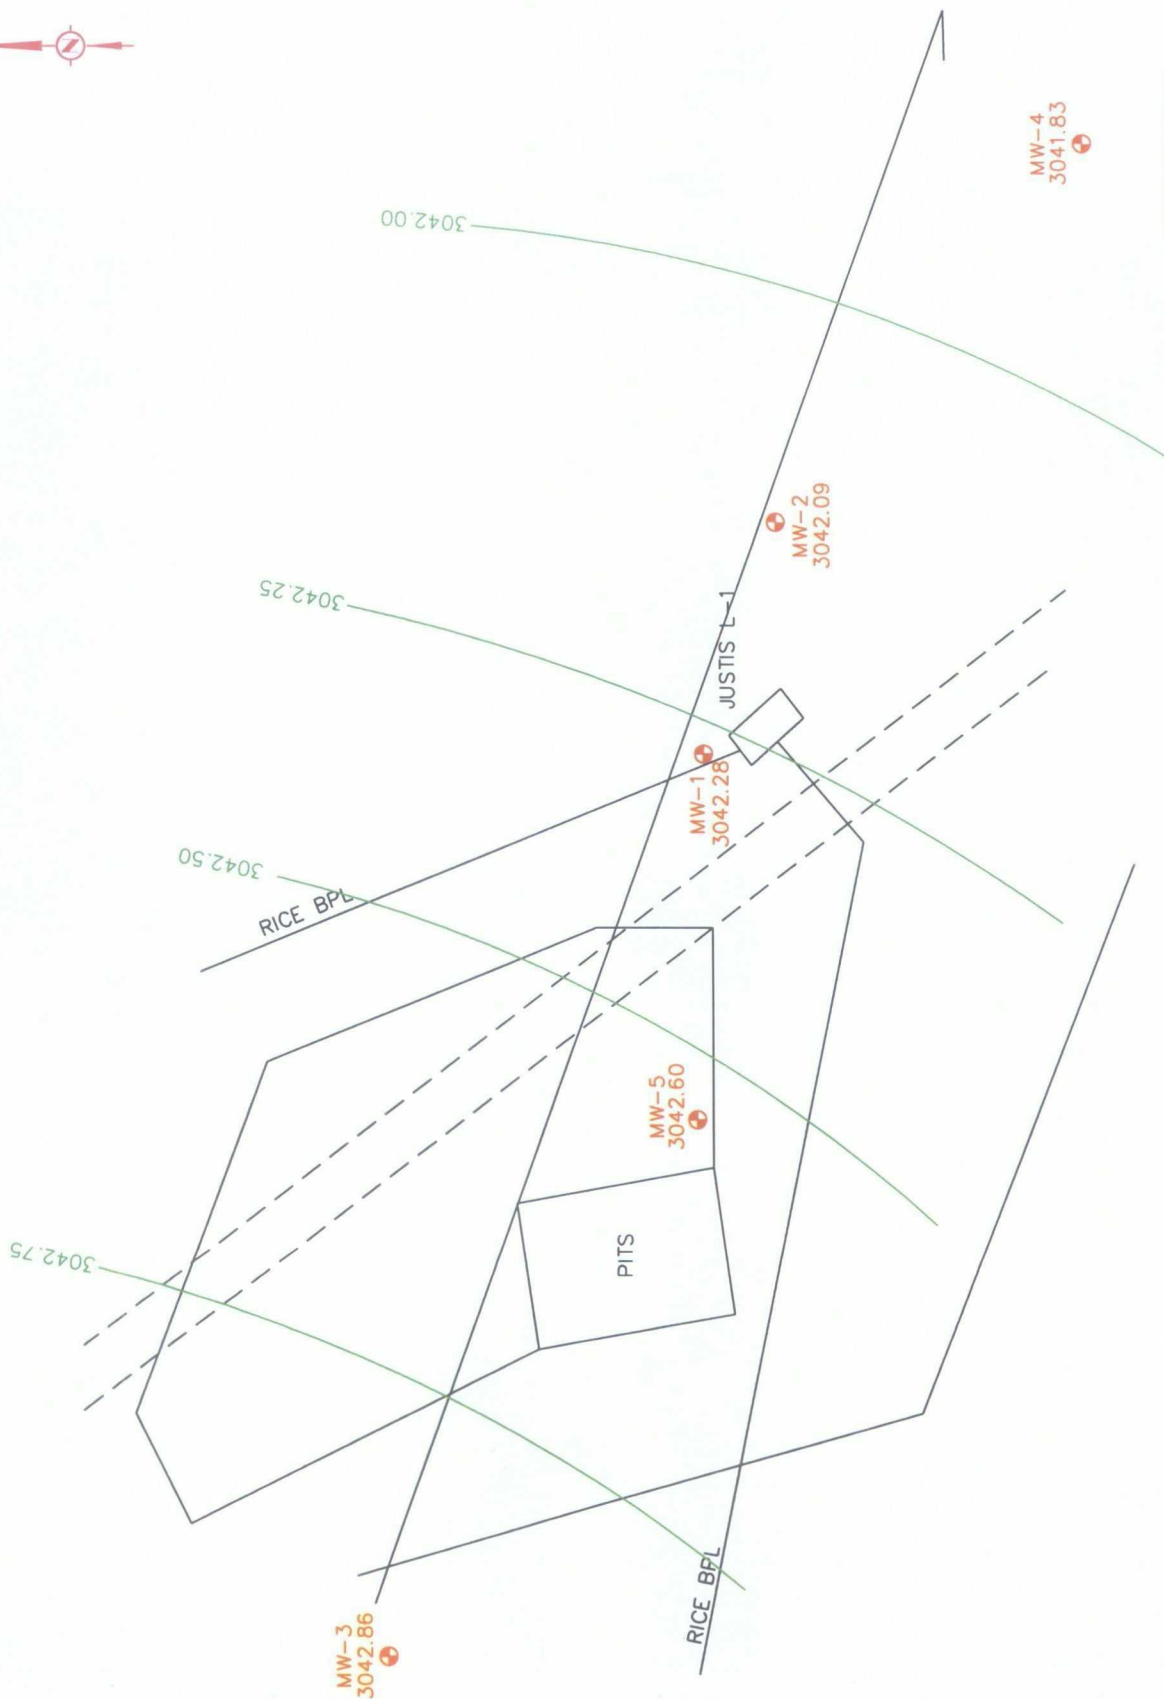 N
MW-4
3041.83
3042.00
MW-2
3042.09
3042.25
JUSTIS L-1
MW-1
3042.28
3042.50
RICE BPL
MW-5
3042.60
PITS
3042.75
RICE BPL
MW-3
3042.86